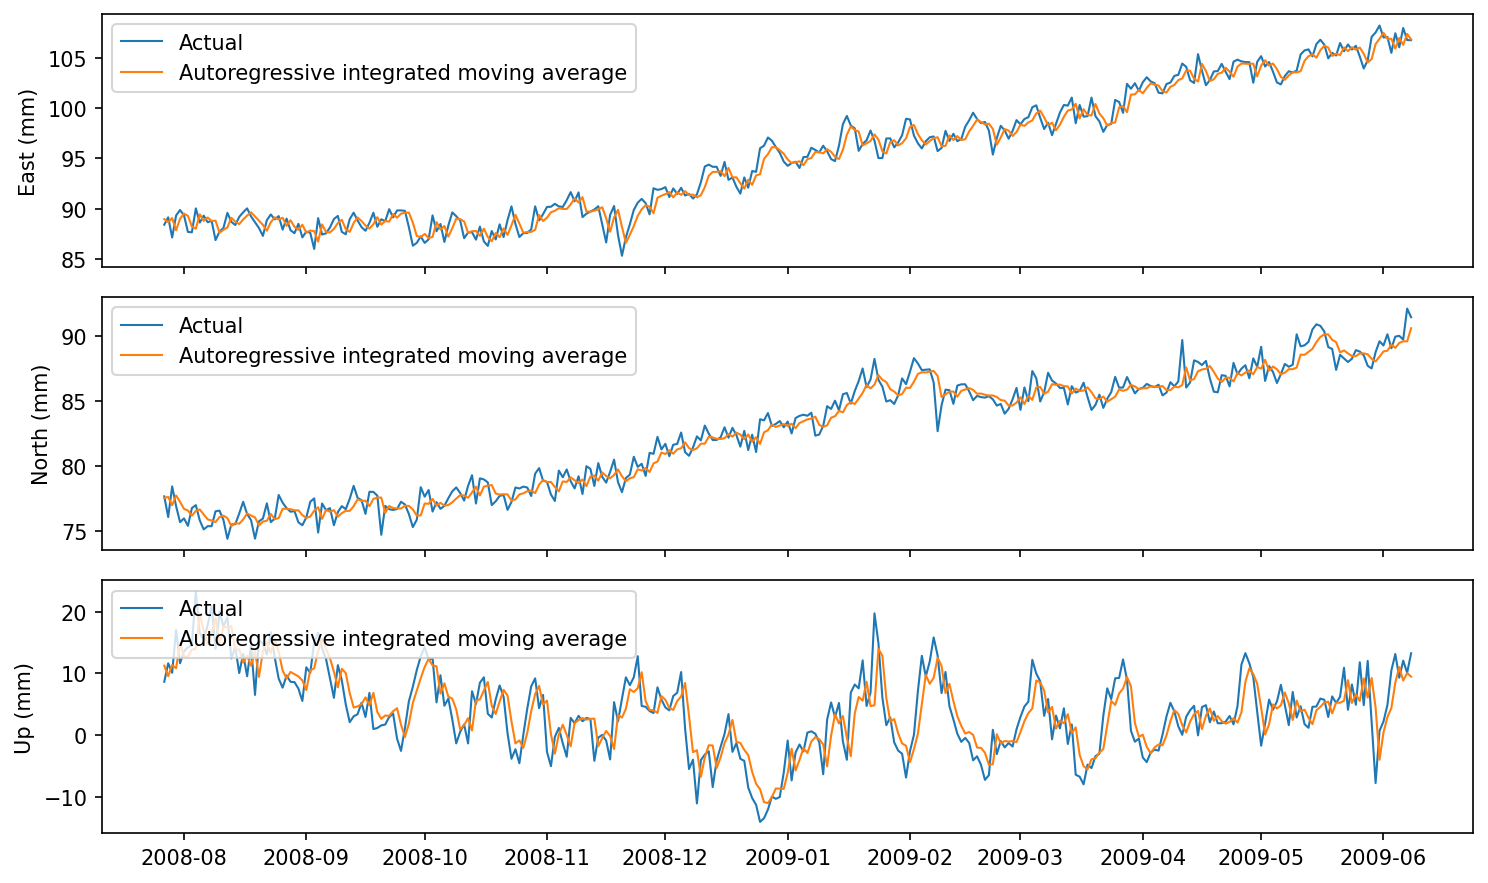 Actual
Autoregressive integrated moving average
East (mm)
105
100
95
90
85
Actual
Autoregressive integrated moving average
North (mm)
90
85
80
75
Actual
Autoregressive integrated moving average
Up (mm)
20
10
0
−10
2008-08 2008-09 2008-10 2008-11 2008-12 2009-01 2009-02 2009-03 2009-04 2009-05 2009-06